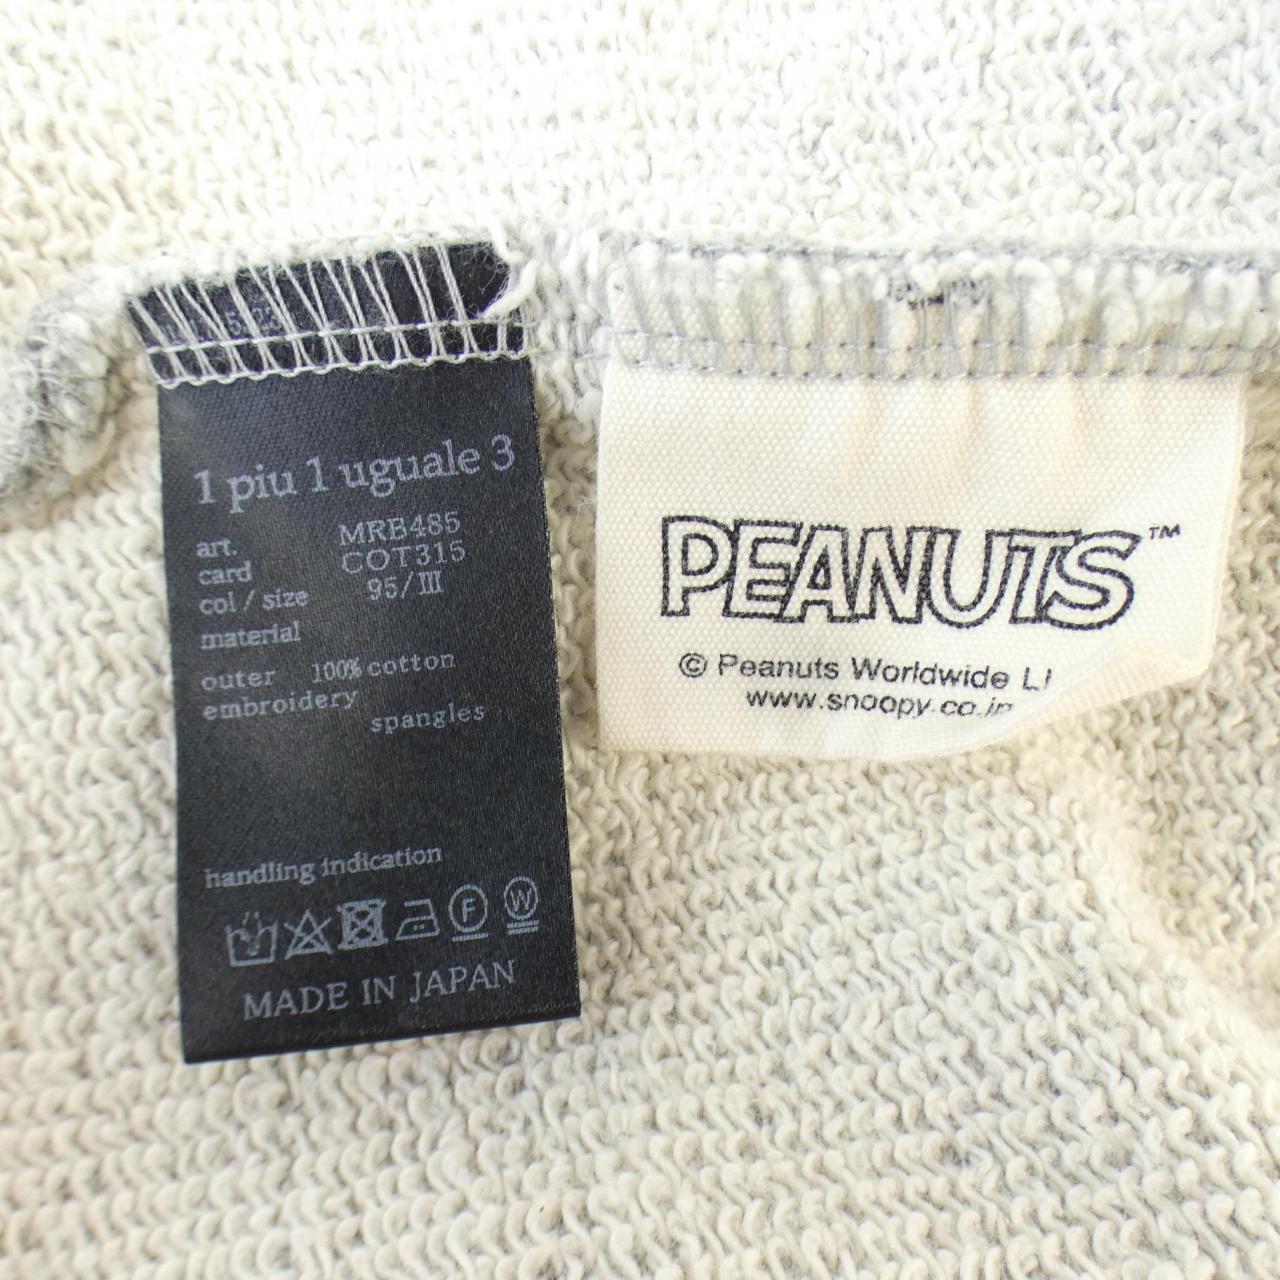 1 piu 1 uguale 3
art. MRB485
card COT315
col / size 95/III
material
outer 100% cotton
embroidery
spangles
handling indication
F W
MADE IN JAPAN
PEANUTS™
© Peanuts Worldwide
www.snoopy.co.jp